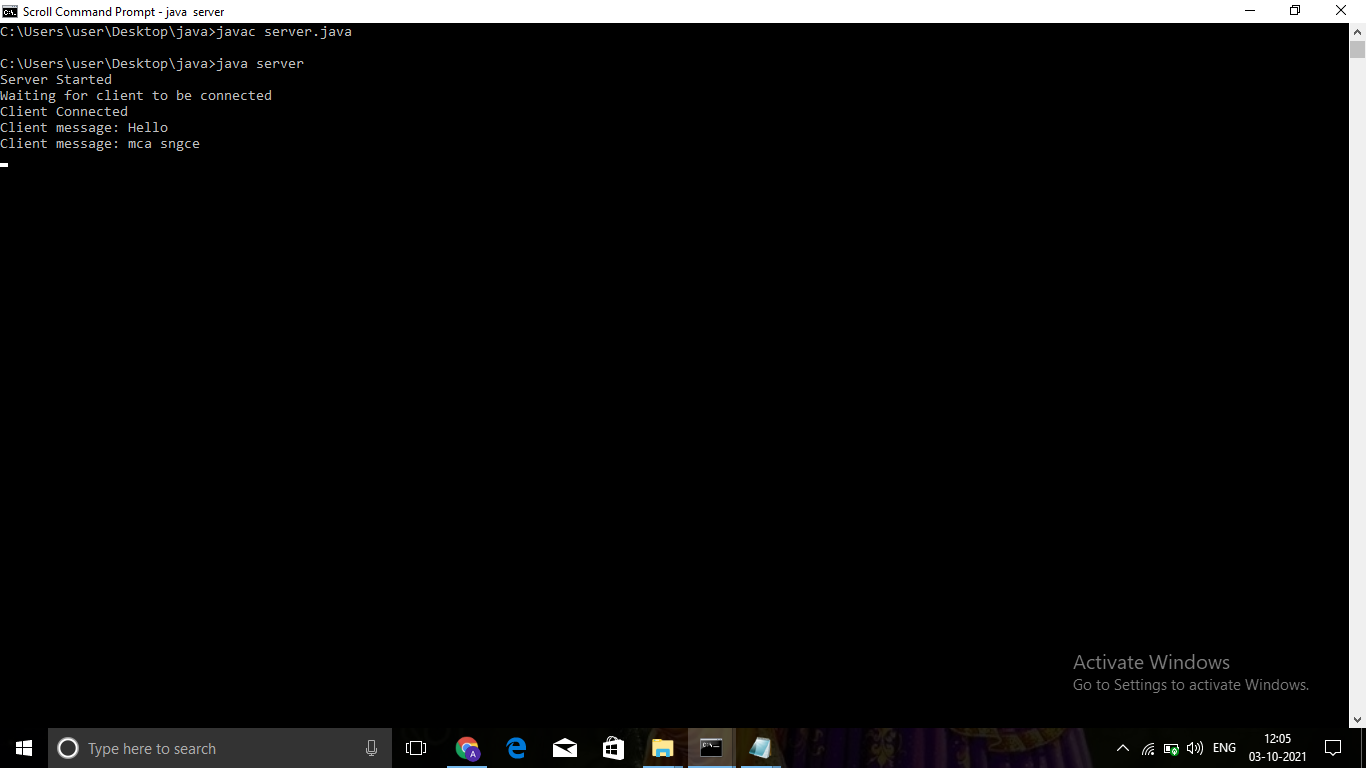 Scroll Command Prompt - java  server
C:\Users\user\Desktop\java>javac server.java
C:\Users\user\Desktop\java>java server
Server Started
Waiting for client to be connected
Client Connected
Client message: Hello
Client message: mca sngce
Activate Windows
Go to Settings to activate Windows.
Type here to search
ENG
12:05
03-10-2021